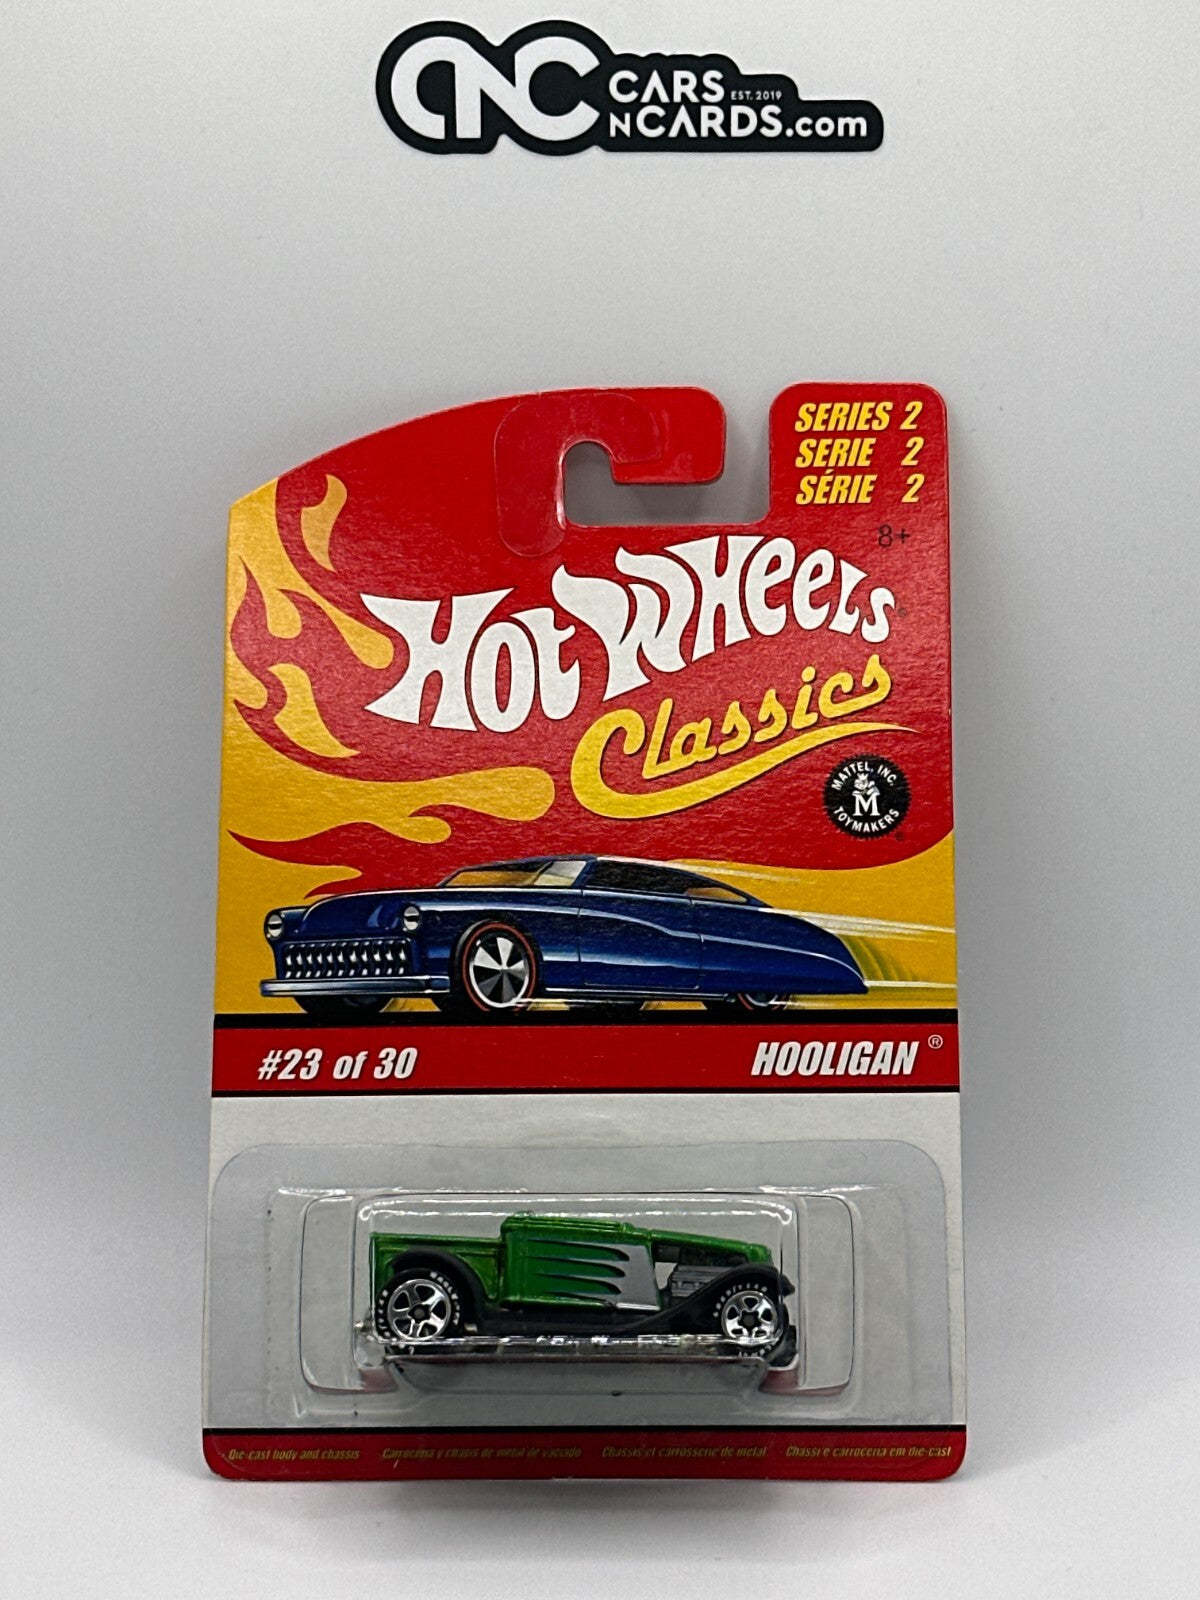 CNC CARS EST. 2019
NCARDS.com
SERIES 2
SERIE 2
SÉRIE 2
8+
HOT WHEELS®
Classics
MATTEL, INC.
M
TOYMAKERS
#23 of 30
HOOLIGAN®
Die-cast body and chassis Carrocería y chasis de metal de vaciado Châssis et carrosserie de métal Chassi e carroceria em die-cast